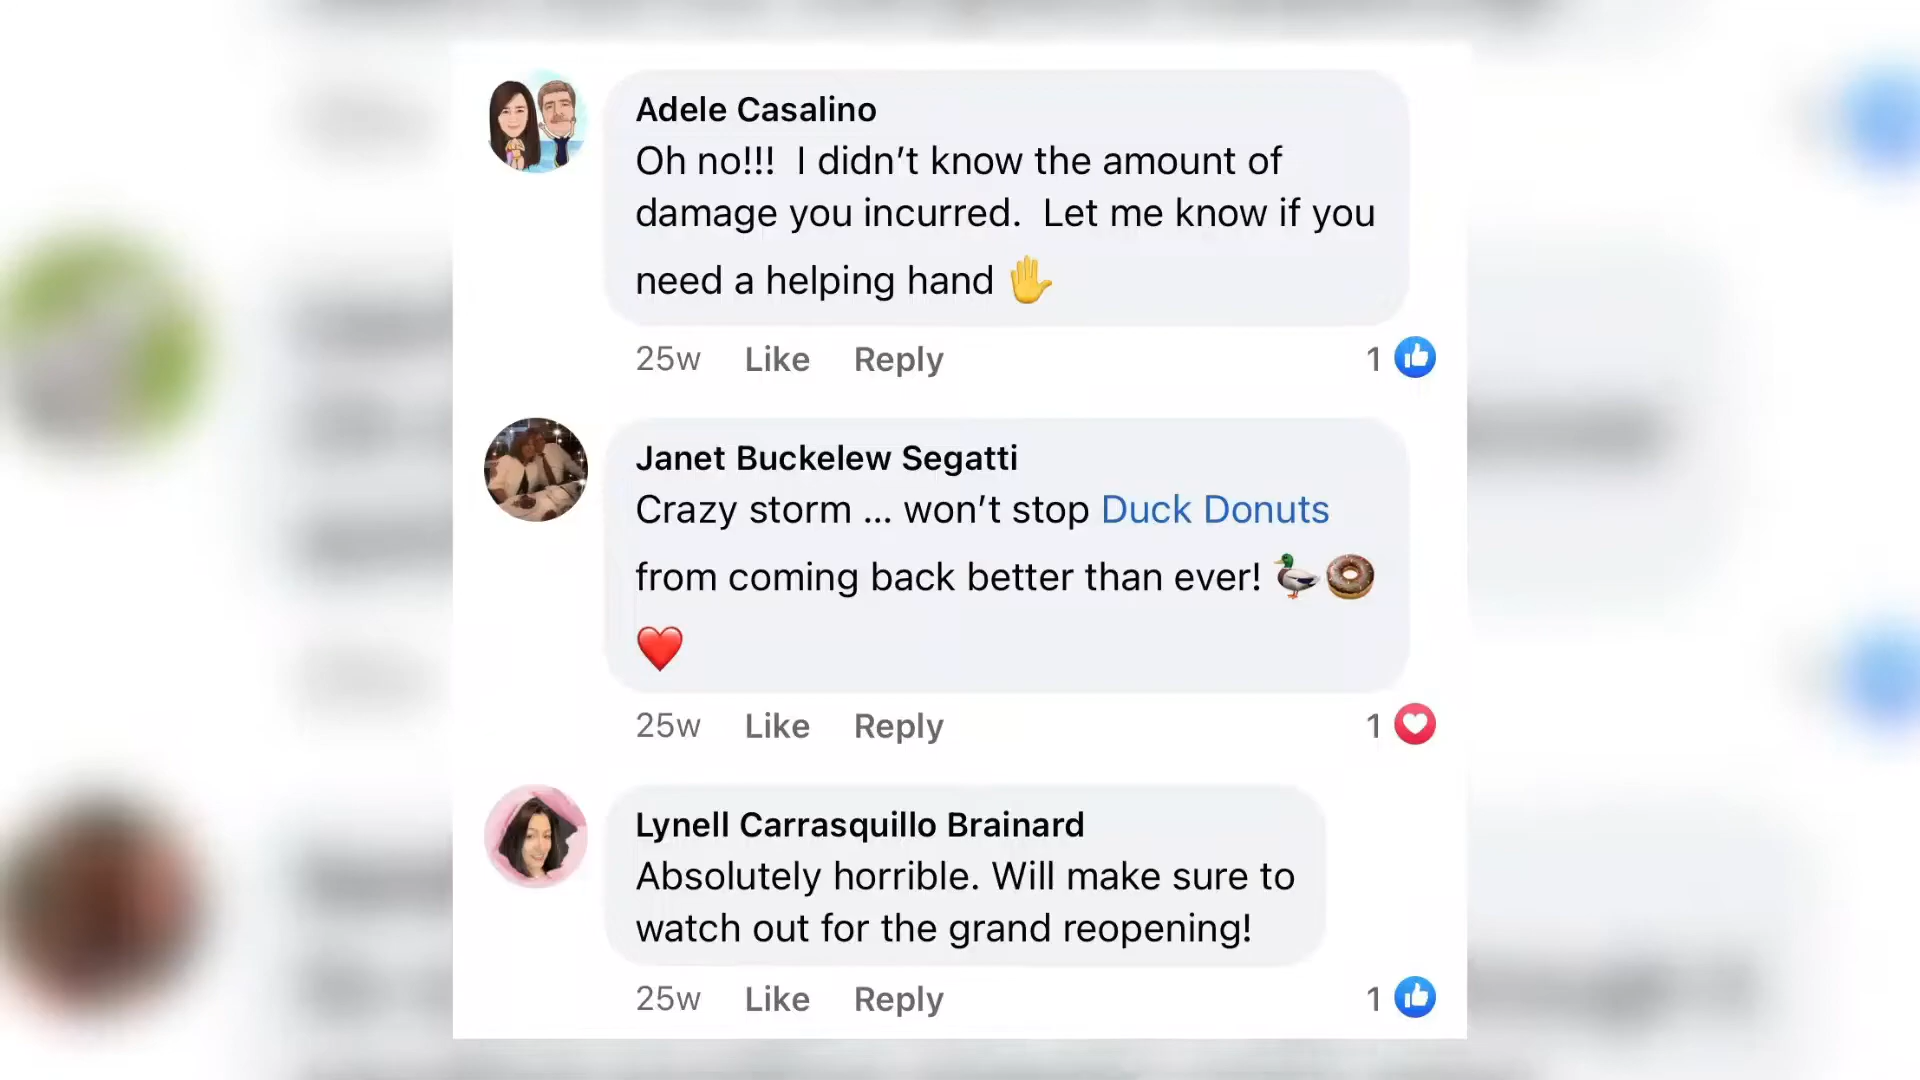 Adele Casalino
Oh no!!!  I didn’t know the amount of
damage you incurred.  Let me know if you
need a helping hand 🤚
25w Like Reply 1
Janet Buckelew Segatti
Crazy storm ... won’t stop Duck Donuts
from coming back better than ever! 🦆🍩
❤️
25w Like Reply 1
Lynell Carrasquillo Brainard
Absolutely horrible. Will make sure to
watch out for the grand reopening!
25w Like Reply 1